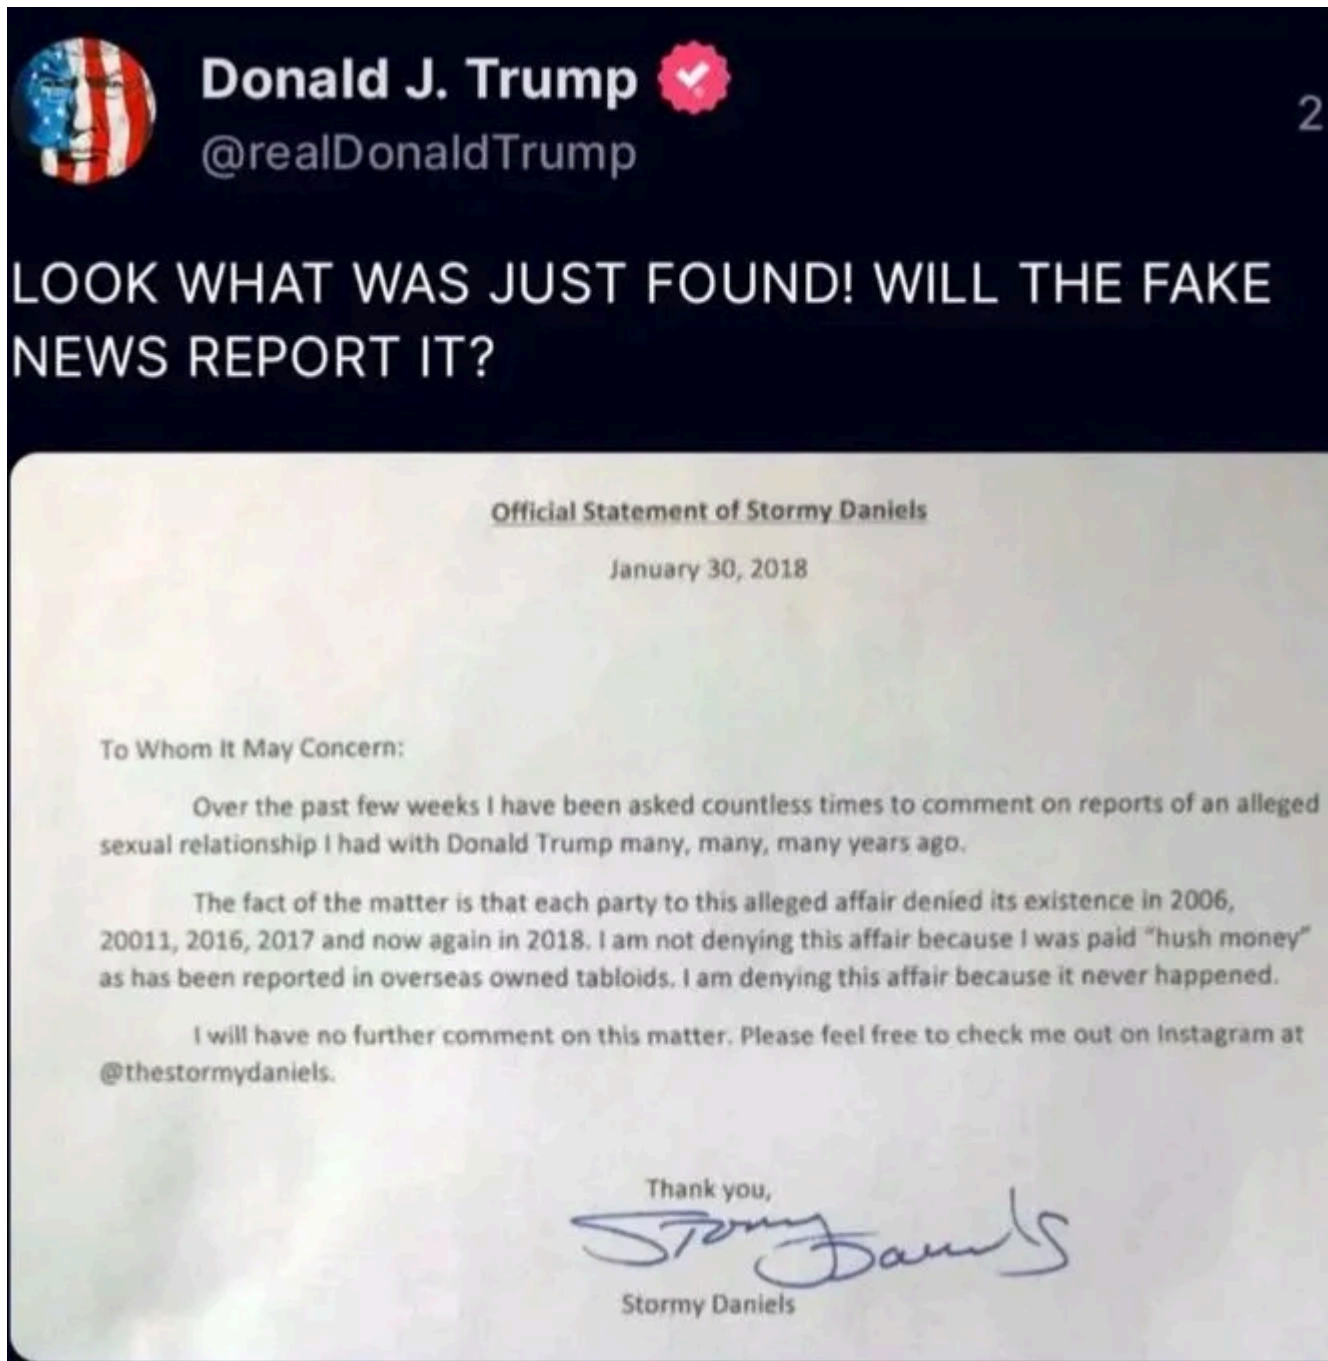 Donald J. Trump
@realDonaldTrump
2
LOOK WHAT WAS JUST FOUND! WILL THE FAKE
NEWS REPORT IT?
Official Statement of Stormy Daniels
January 30, 2018
To Whom It May Concern:
Over the past few weeks I have been asked countless times to comment on reports of an alleged
sexual relationship I had with Donald Trump many, many, many years ago.
The fact of the matter is that each party to this alleged affair denied its existence in 2006,
20011, 2016, 2017 and now again in 2018. I am not denying this affair because I was paid “hush money”
as has been reported in overseas owned tabloids. I am denying this affair because it never happened.
I will have no further comment on this matter. Please feel free to check me out on Instagram at
@thestormydaniels.
Thank you,
Stormy Daniels
Stormy Daniels